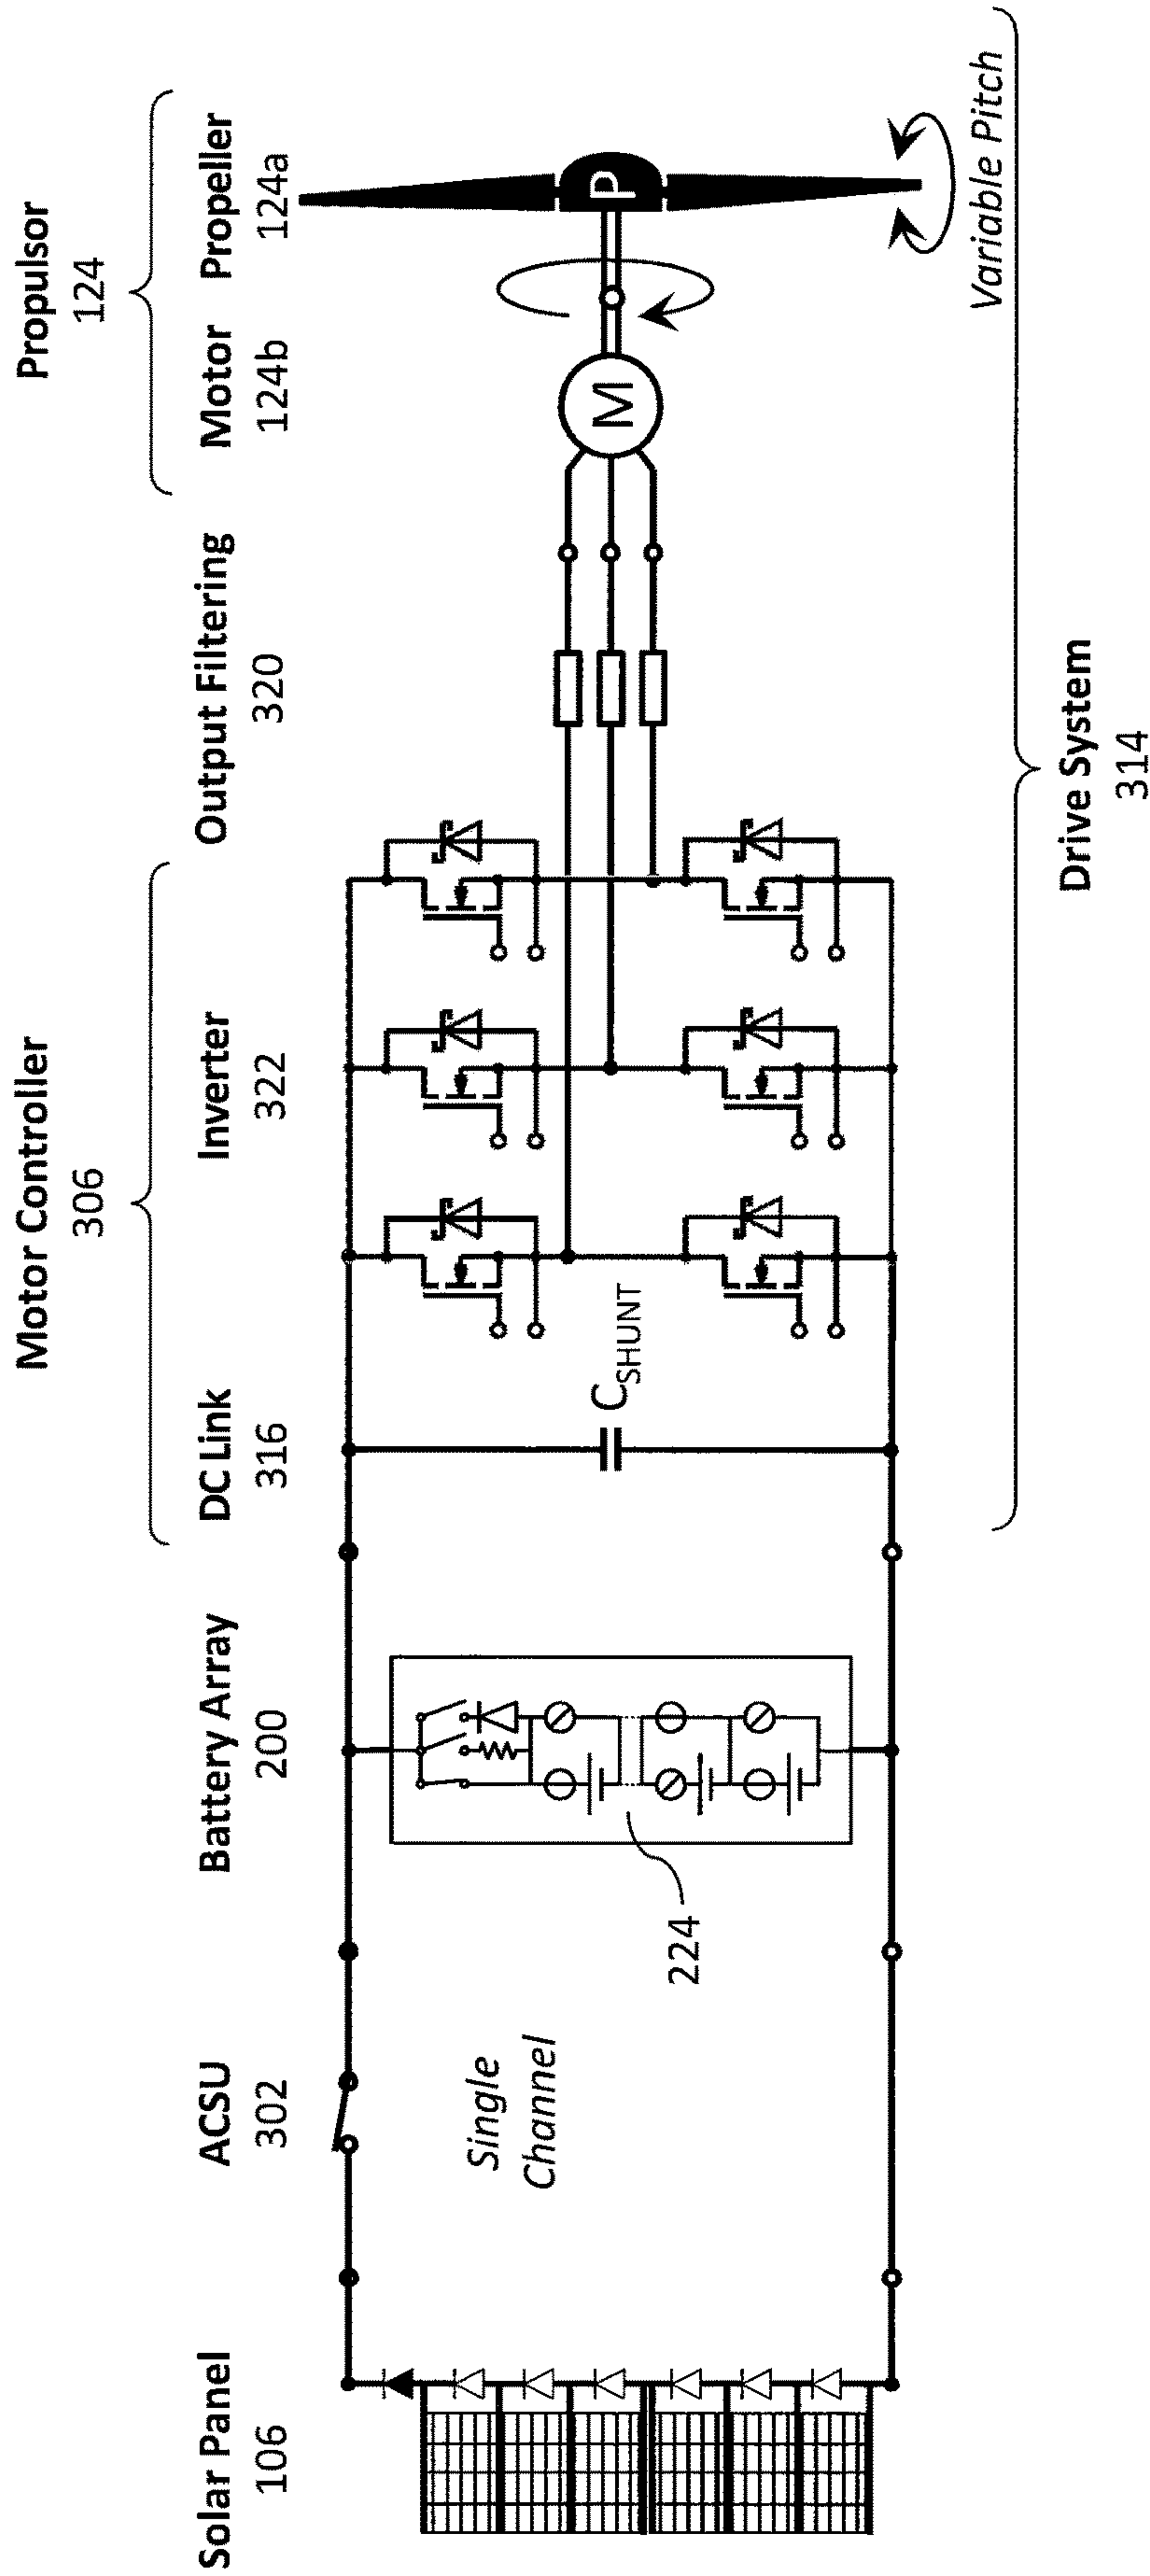 Solar Panel
106
ACSU
302
Single
Channel
Battery Array
200
224
Motor Controller
306
DC Link
316
C_SHUNT
Inverter
322
Output Filtering
320
Propulsor
124
Motor
124b
Propeller
124a
M
P
Variable Pitch
Drive System
314